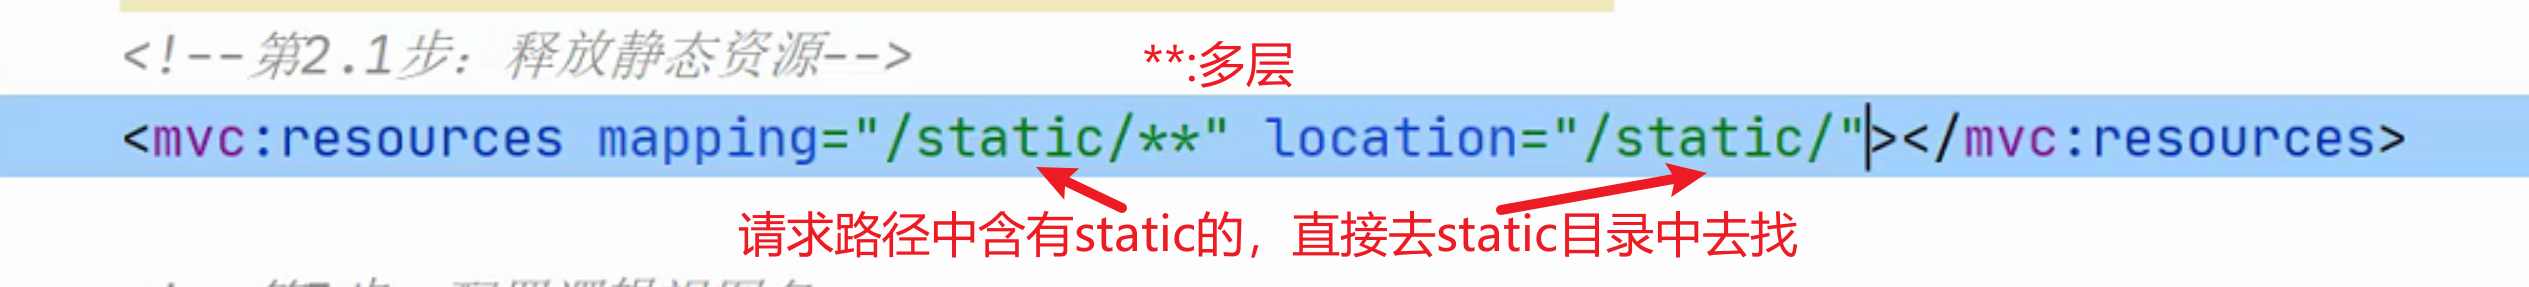 <!--第2.1步：释放静态资源-->
**:多层
<mvc:resources mapping="/static/**" location="/static/"></mvc:resources>
请求路径中含有static的，直接去static目录中去找